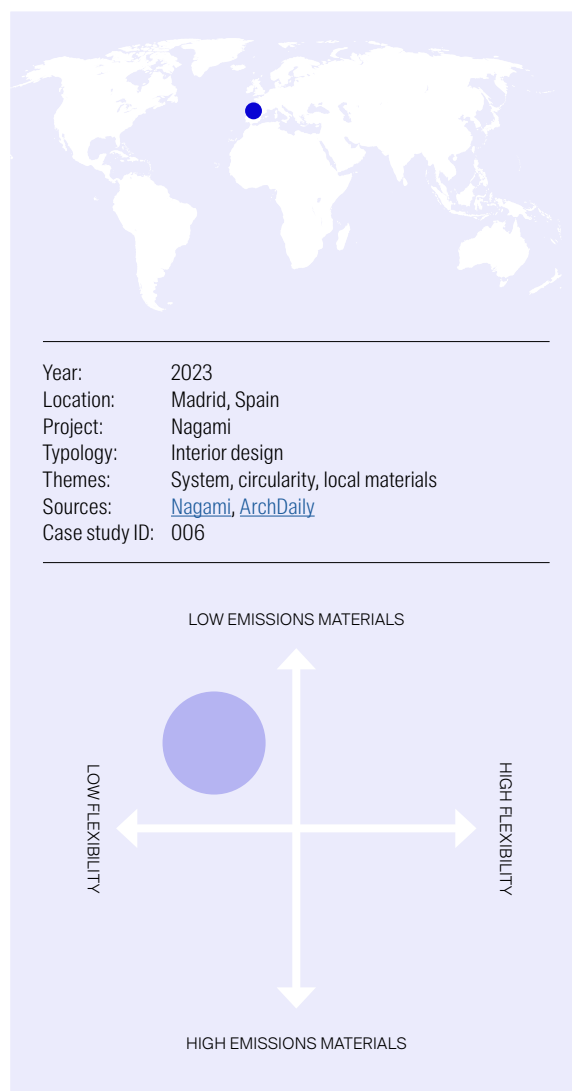 Year: 2023
Location: Madrid, Spain
Project: Nagami
Typology: Interior design
Themes: System, circularity, local materials
Sources: Nagami, ArchDaily
Case study ID: 006
LOW EMISSIONS MATERIALS
LOW FLEXIBILITY
HIGH FLEXIBILITY
HIGH EMISSIONS MATERIALS